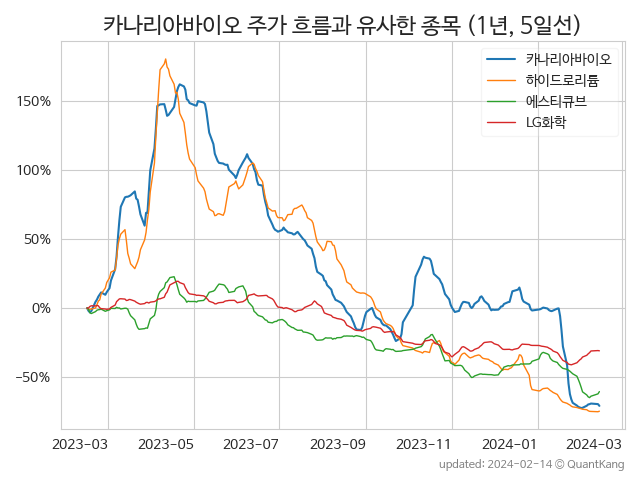 카나리아바이오 주가 흐름과 유사한 종목 (1년, 5일선)
카나리아바이오
하이드로리튬
에스티큐브
LG화학
150%
100%
50%
0%
−50%
2023-03 2023-05 2023-07 2023-09 2023-11 2024-01 2024-03
updated: 2024-02-14 © QuantKang